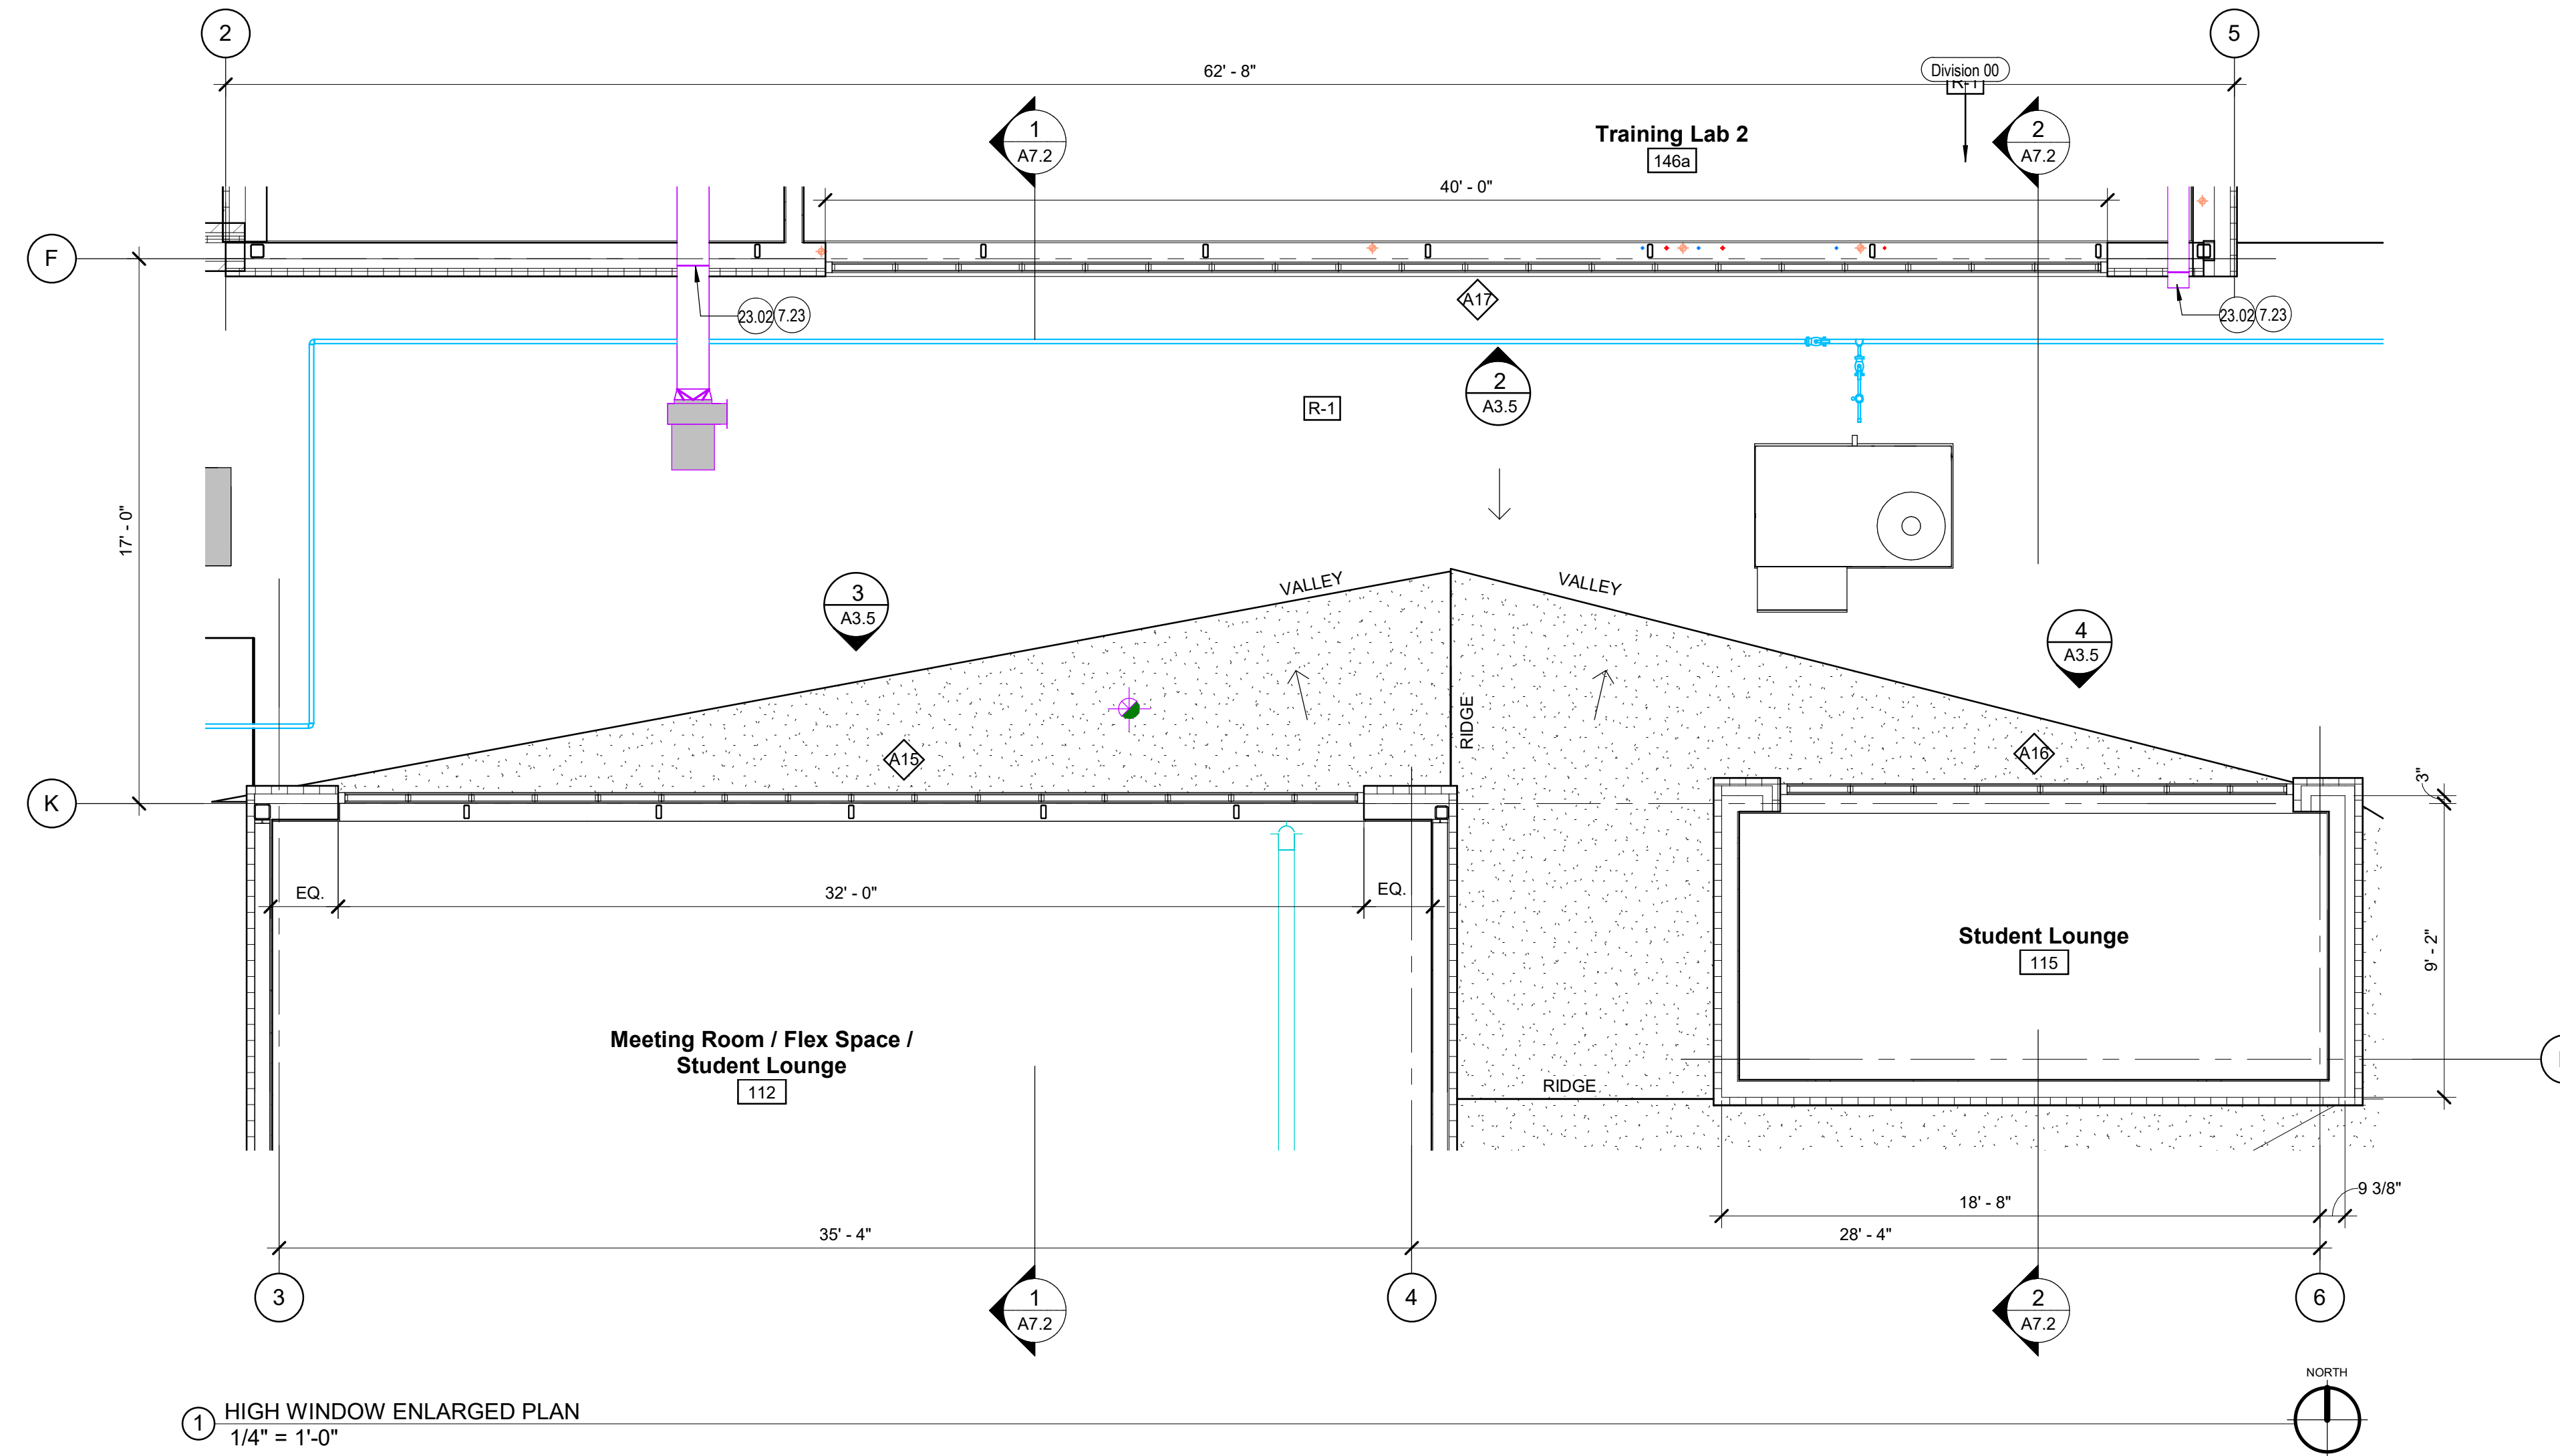 2
5
62' - 8"
Division 00
R-1
1
A7.2
2
A7.2
Training Lab 2
146a
40' - 0"
F
A17
23.02
7.23
23.02
7.23
2
A3.5
R-1
17' - 0"
3
A3.5
VALLEY
VALLEY
4
A3.5
RIDGE
A15
A16
K
3"
EQ.
32' - 0"
EQ.
Student Lounge
115
9' - 2"
Meeting Room / Flex Space /
Student Lounge
112
RIDGE
9 3/8"
18' - 8"
35' - 4"
28' - 4"
3
1
A7.2
4
2
A7.2
6
NORTH
1
HIGH WINDOW ENLARGED PLAN
1/4" = 1'-0"